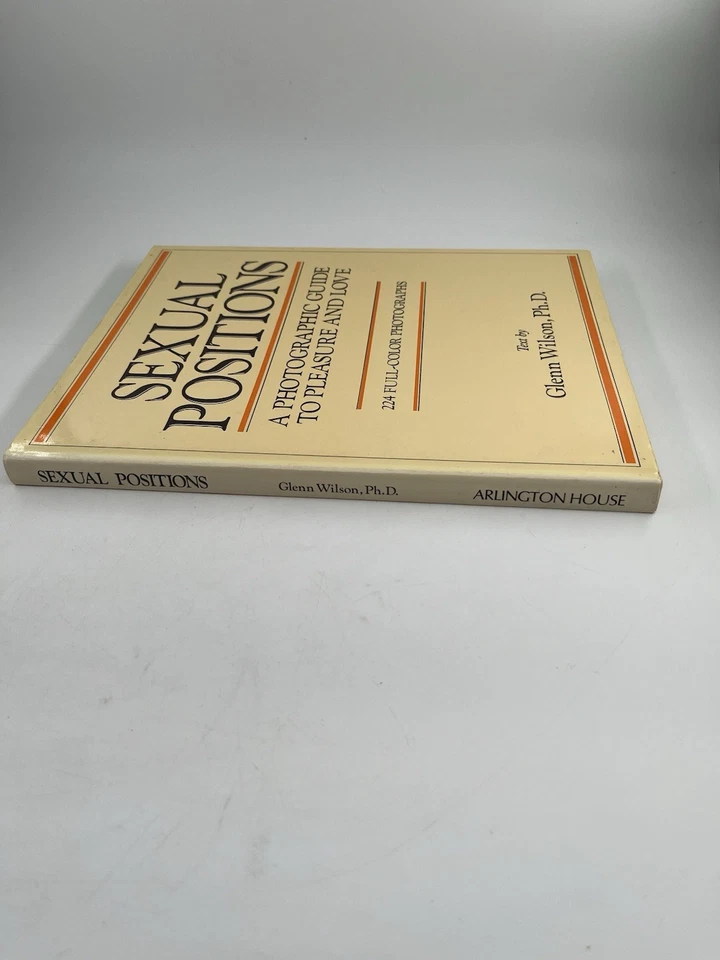 SEXUAL
POSITIONS
A PHOTOGRAPHIC GUIDE
TO PLEASURE AND LOVE
224 FULL-COLOR PHOTOGRAPHS
Text by
Glenn Wilson, Ph.D.
SEXUAL POSITIONS
Glenn Wilson, Ph.D.
ARLINGTON HOUSE